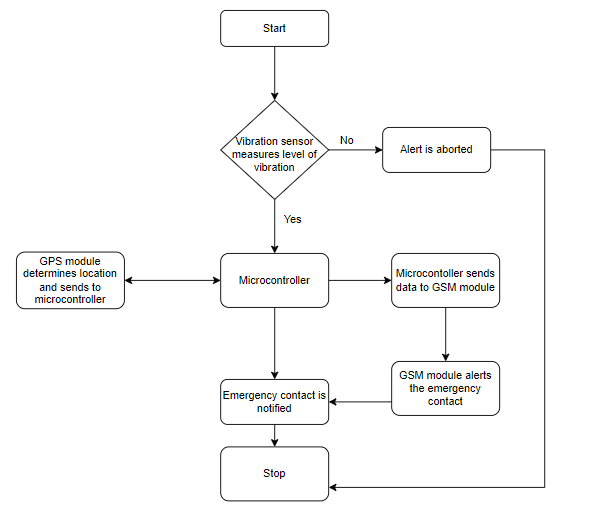 Start
Vibration sensor
measures level of
vibration
No
Alert is aborted
Yes
GPS module
determines location
and sends to
microcontroller
Microcontroller
Microcontoller sends
data to GSM module
GSM module alerts
the emergency
contact
Emergency contact is
notified
Stop